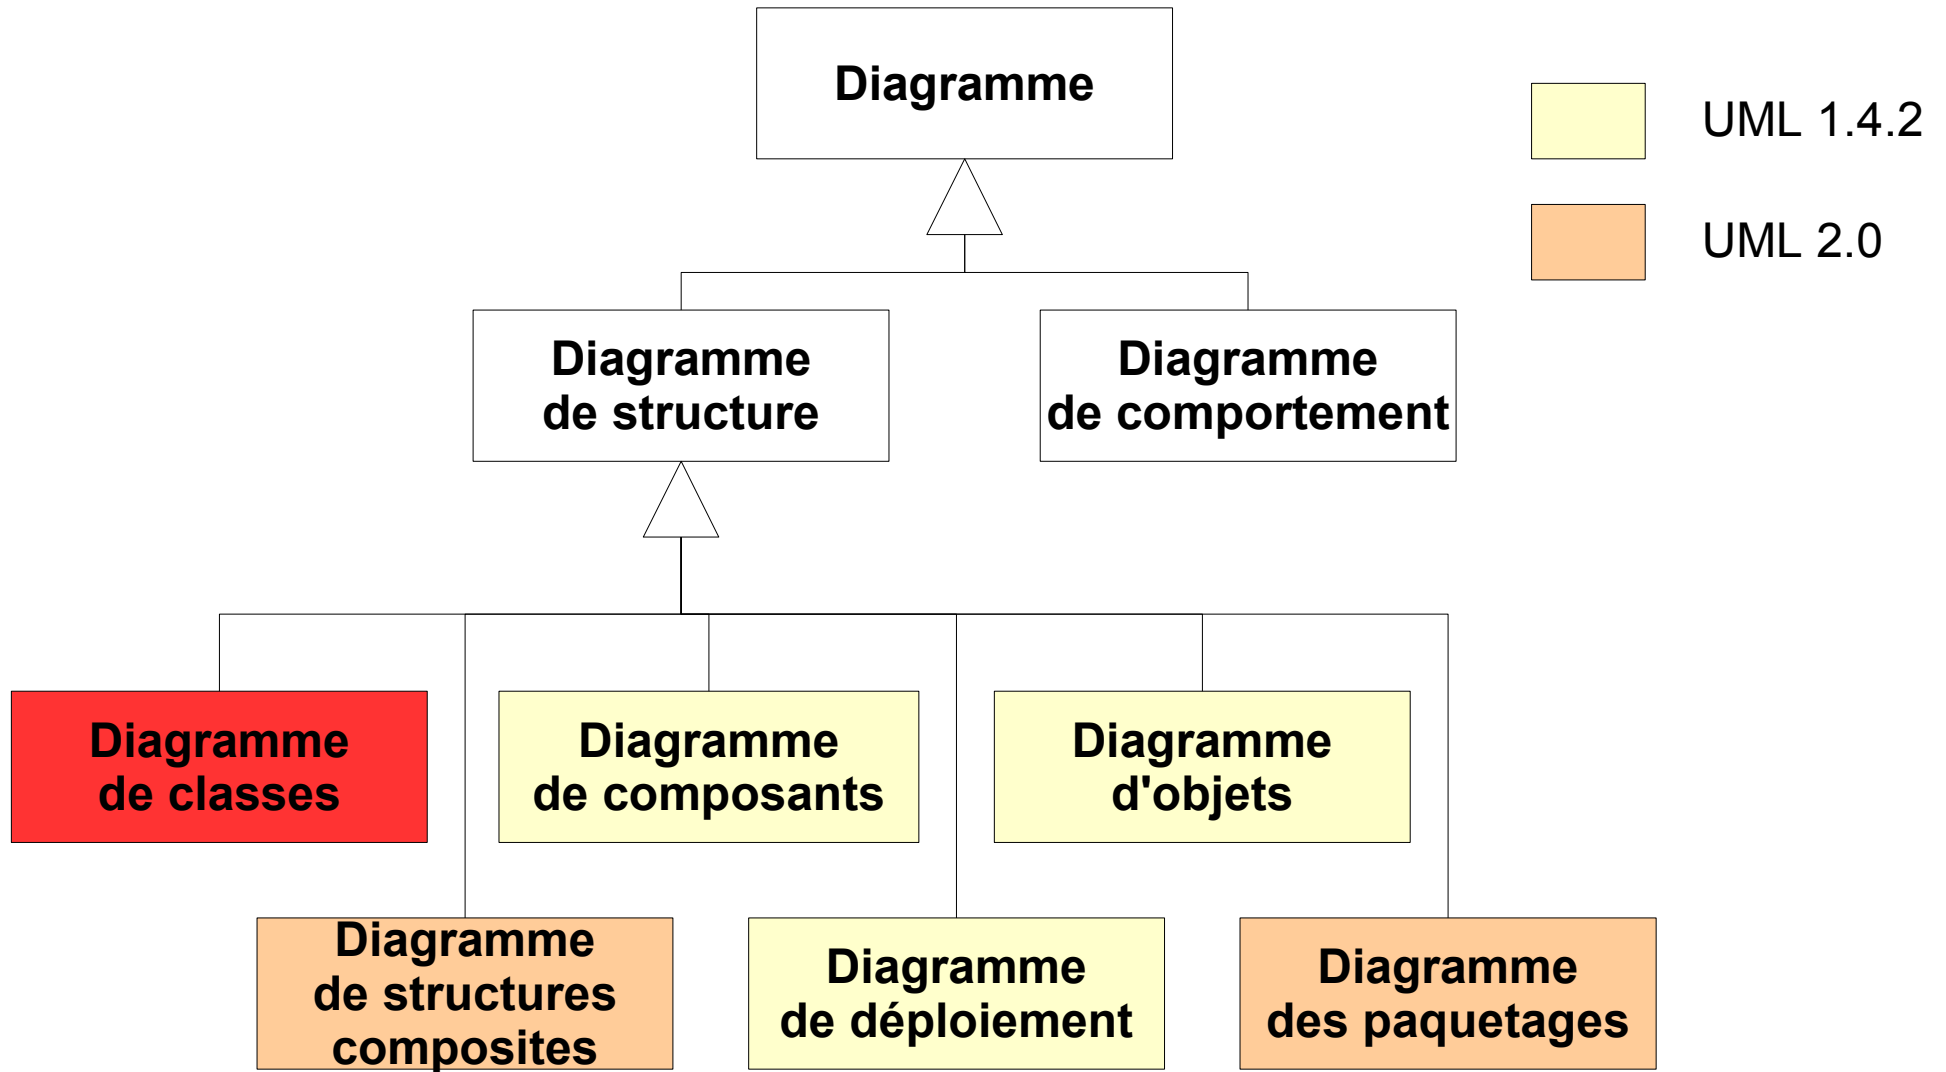 Diagramme
UML 1.4.2
UML 2.0
Diagramme
de structure
Diagramme
de comportement
Diagramme
de classes
Diagramme
de composants
Diagramme
d'objets
Diagramme
de structures
composites
Diagramme
de déploiement
Diagramme
des paquetages